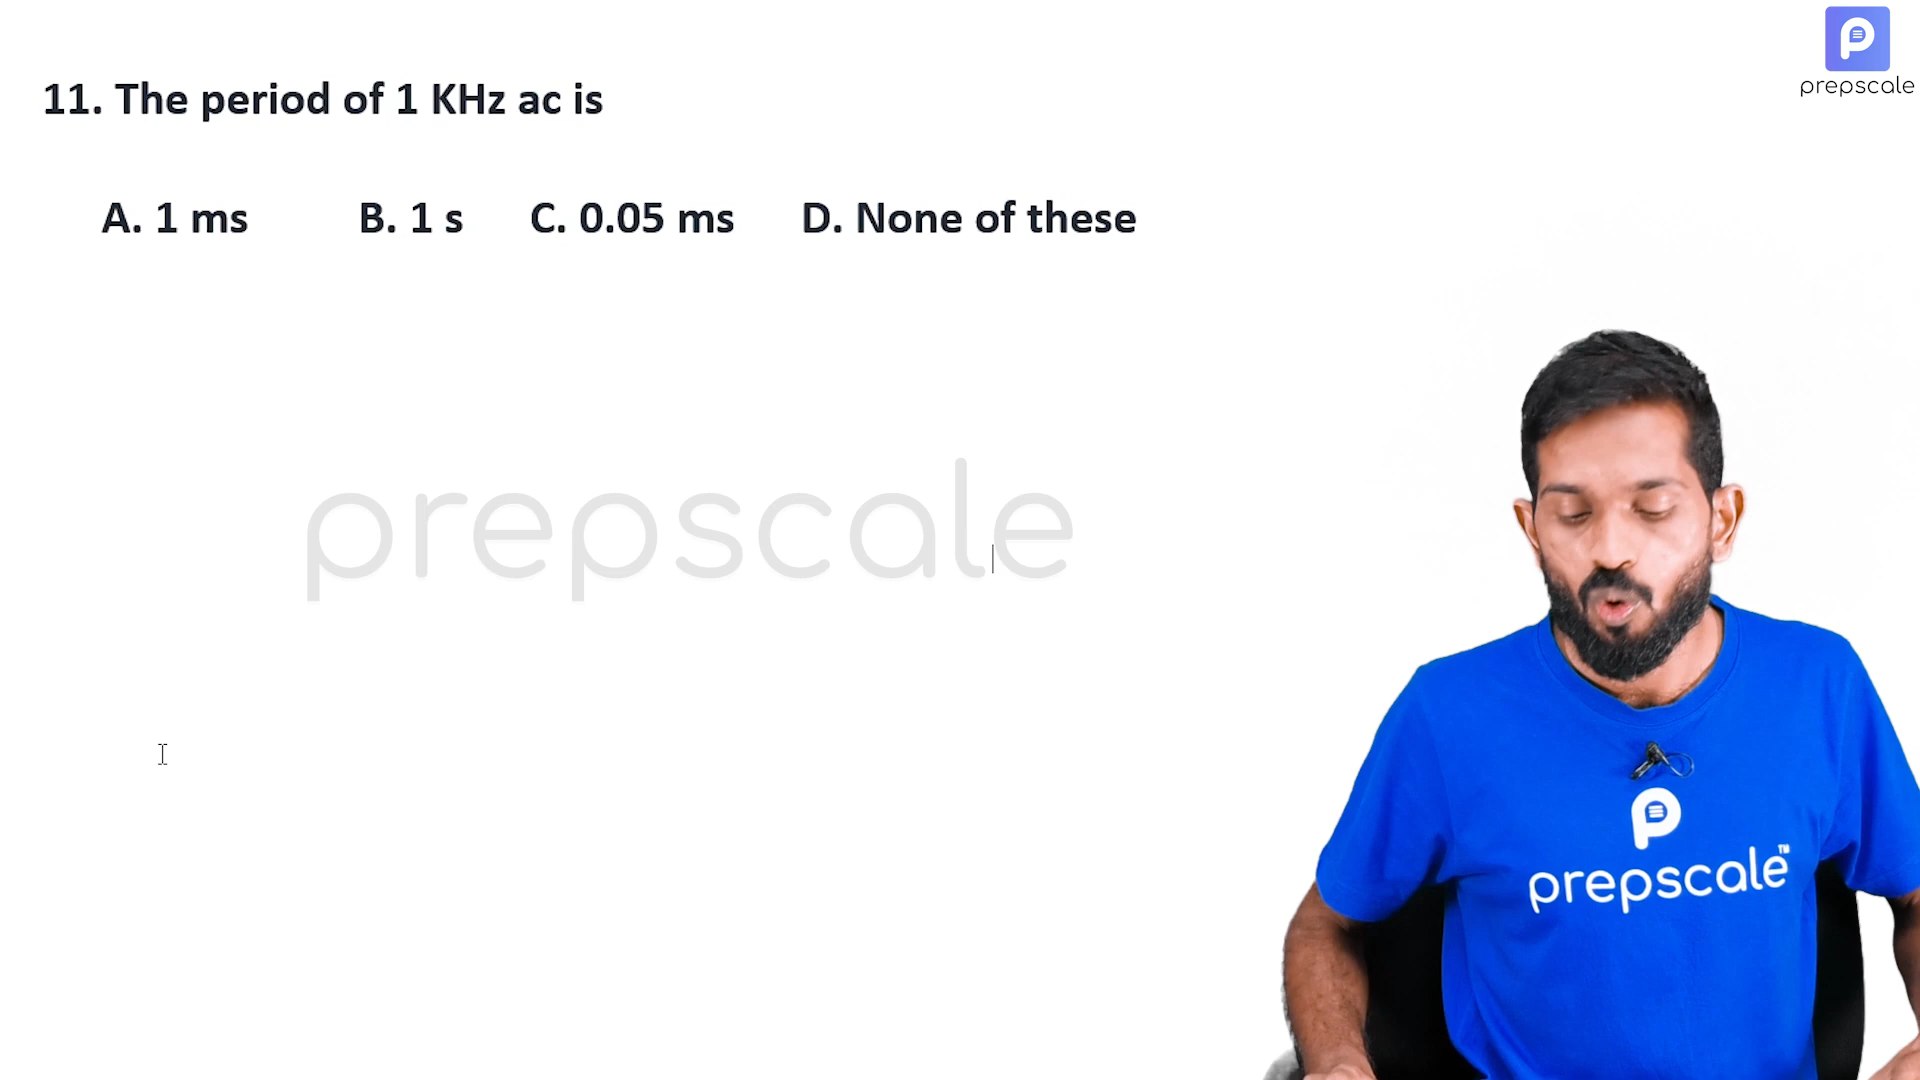 prepscale
11. The period of 1 KHz ac is
A. 1 ms B. 1 s C. 0.05 ms D. None of these
prepscale
prepscale™